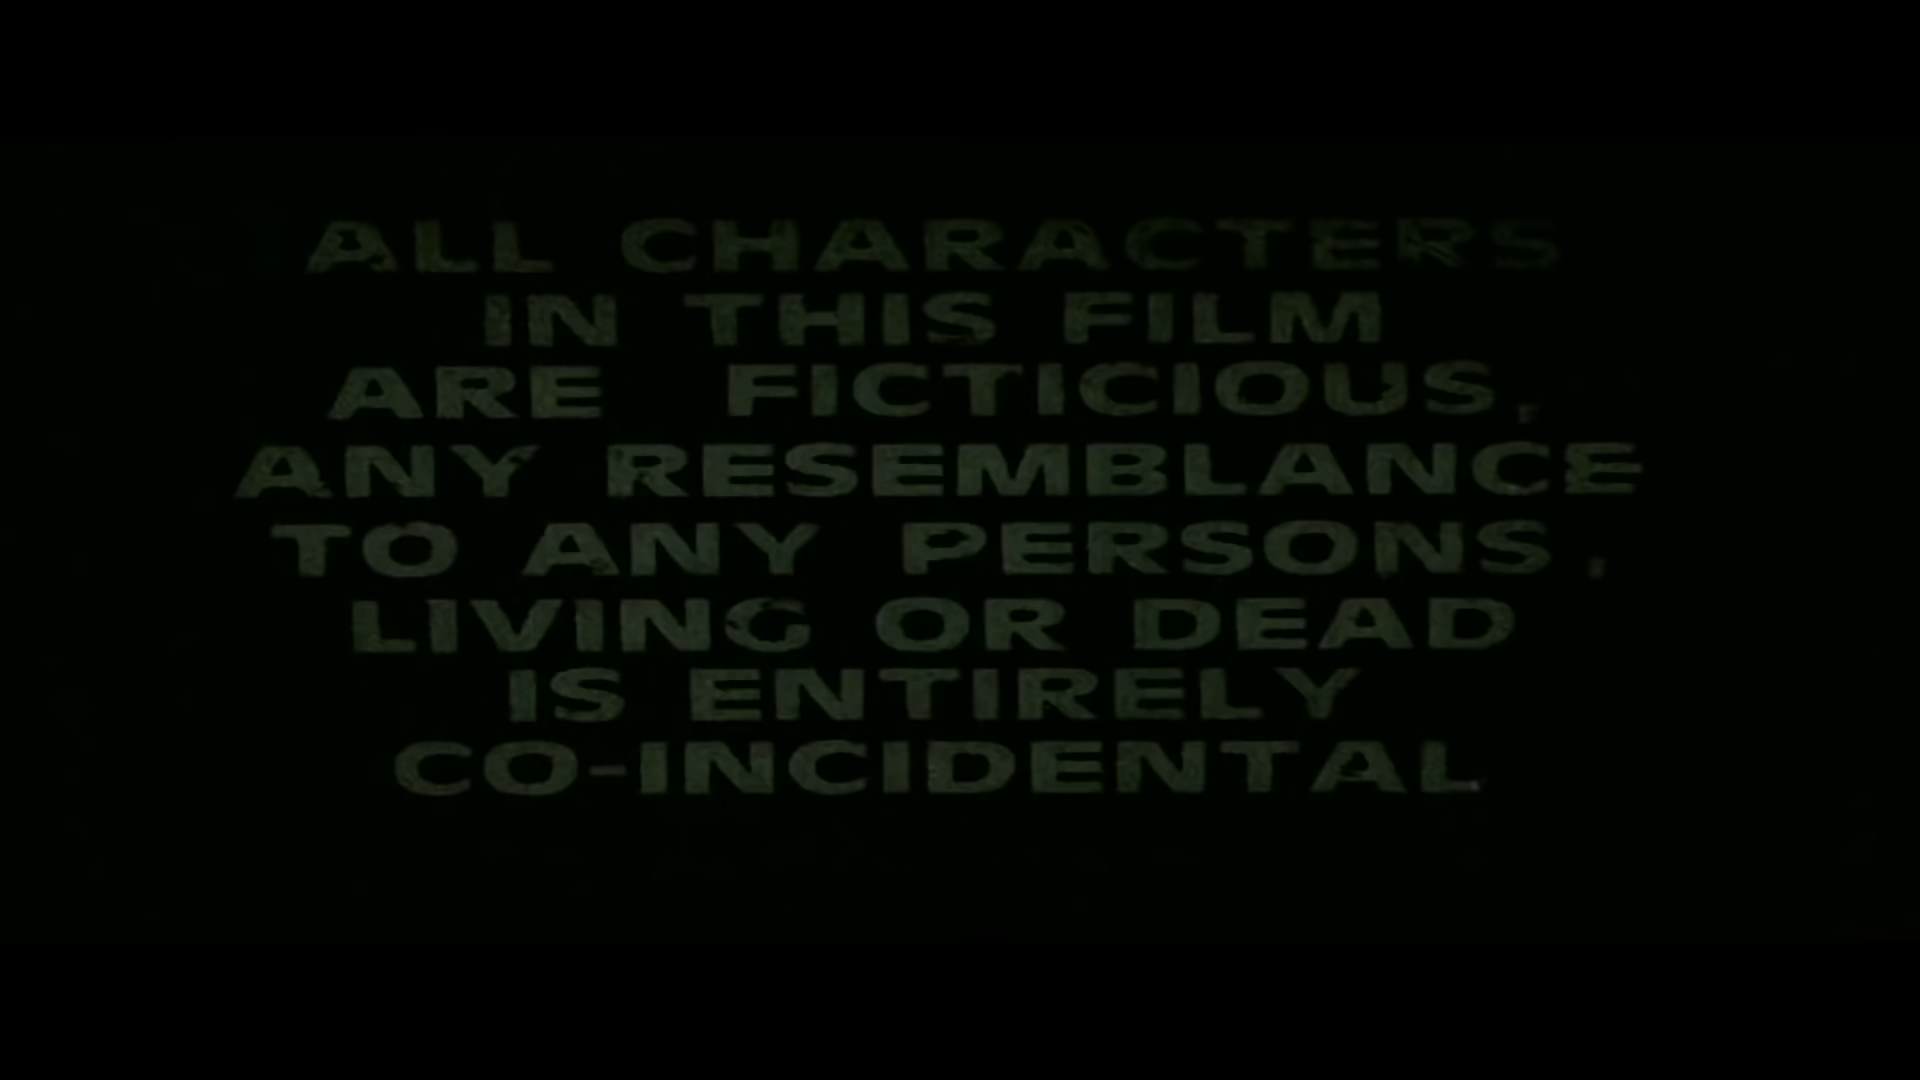 ALL CHARACTERS
IN THIS FILM
ARE FICTICIOUS,
ANY RESEMBLANCE
TO ANY PERSONS,
LIVING OR DEAD
IS ENTIRELY
CO-INCIDENTAL